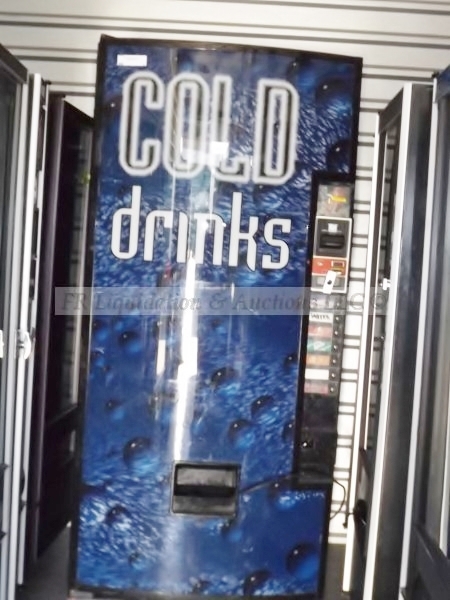 COLD
drinks
FR Liquidation & Auctions LLC ©